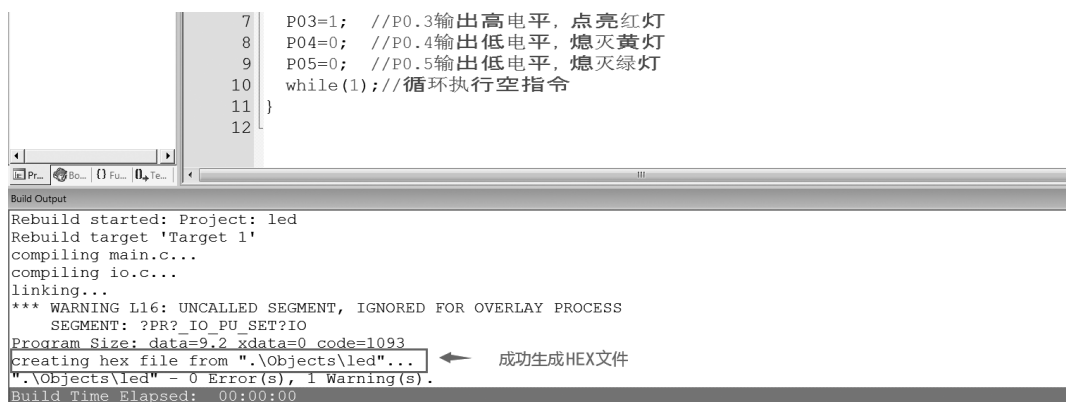 7 P03=1; //P0.3输出高电平, 点亮红灯
8 P04=0; //P0.4输出低电平, 熄灭黄灯
9 P05=0; //P0.5输出低电平, 熄灭绿灯
10 while(1);//循环执行空指令
11 }
12
Pr... Bo... {} Fu... 0→Te...
Build Output
Rebuild started: Project: led
Rebuild target 'Target 1'
compiling main.c...
compiling io.c...
linking...
*** WARNING L16: UNCALLED SEGMENT, IGNORED FOR OVERLAY PROCESS
SEGMENT: ?PR?_IO_PU_SET?IO
Program Size: data=9.2 xdata=0 code=1093
creating hex file from ".\Objects\led"... 成功生成HEX文件
".\Objects\led" - 0 Error(s), 1 Warning(s).
Build Time Elapsed: 00:00:00